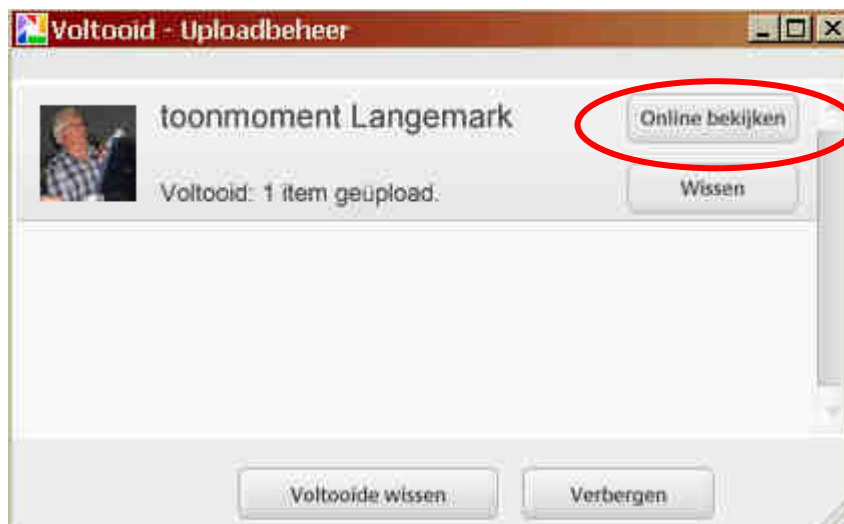 Voltooid - Uploadbeheer
toonmoment Langemark
Online bekijken
Voltooid: 1 item geüpload.
Wissen
Voltooide wissen
Verbergen